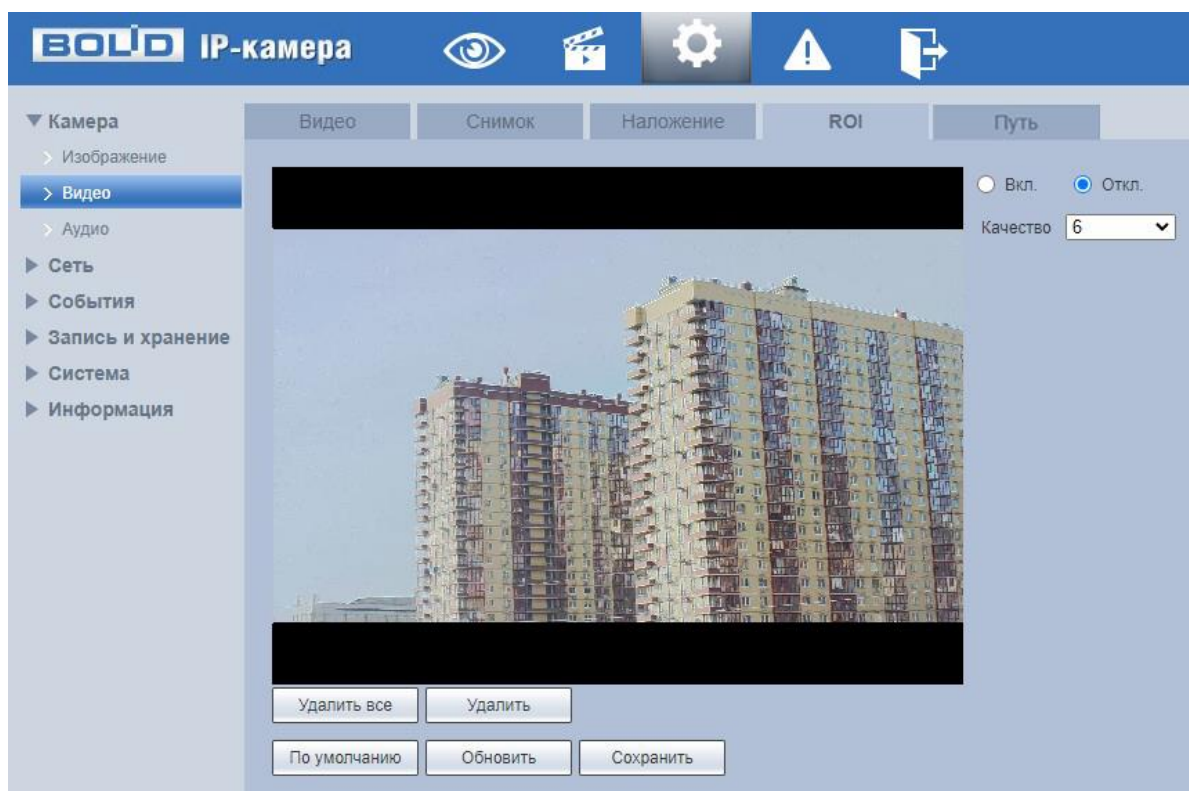 BOLID IP-камера
Камера
Изображение
Видео
Аудио
Сеть
События
Запись и хранение
Система
Информация
Видео Снимок Наложение ROI Путь
Вкл. Откл.
Качество 6
Удалить все Удалить
По умолчанию Обновить Сохранить